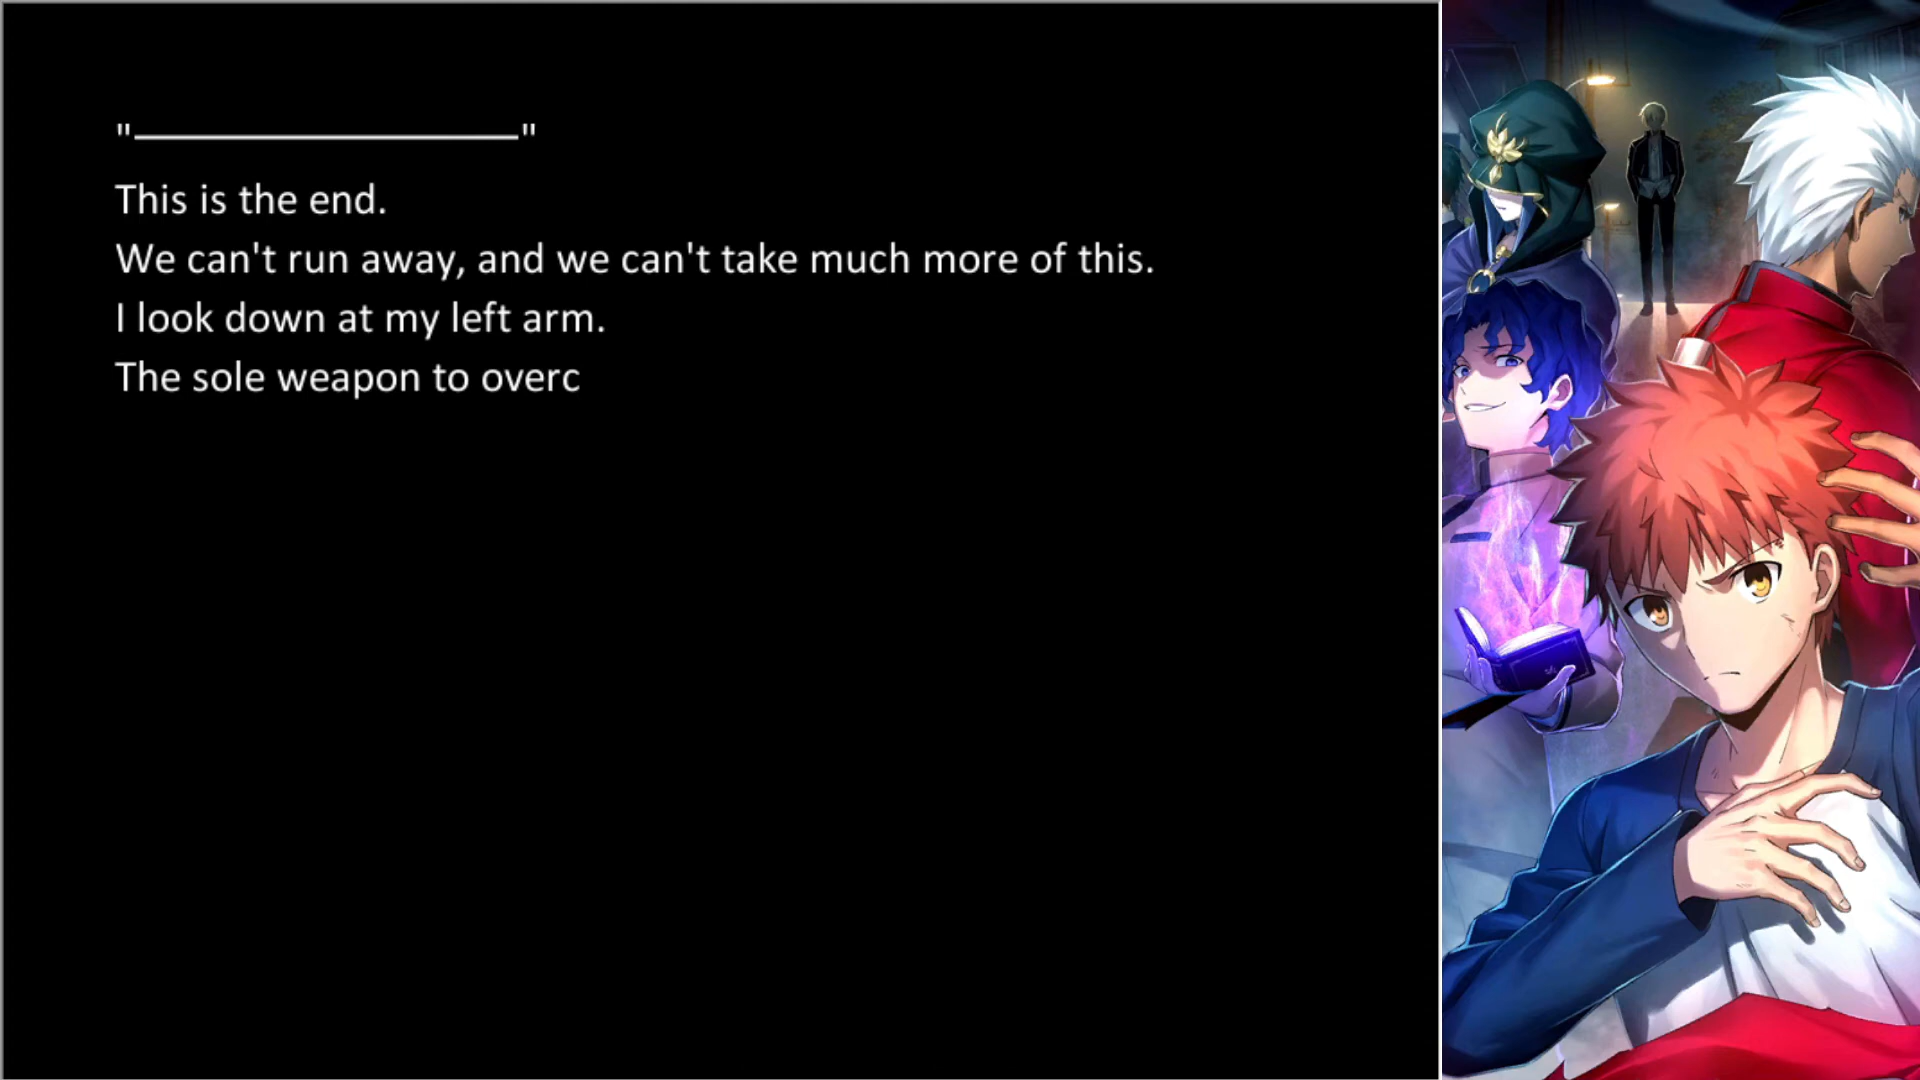 "————————————————"
This is the end.
We can't run away, and we can't take much more of this.
I look down at my left arm.
The sole weapon to overc